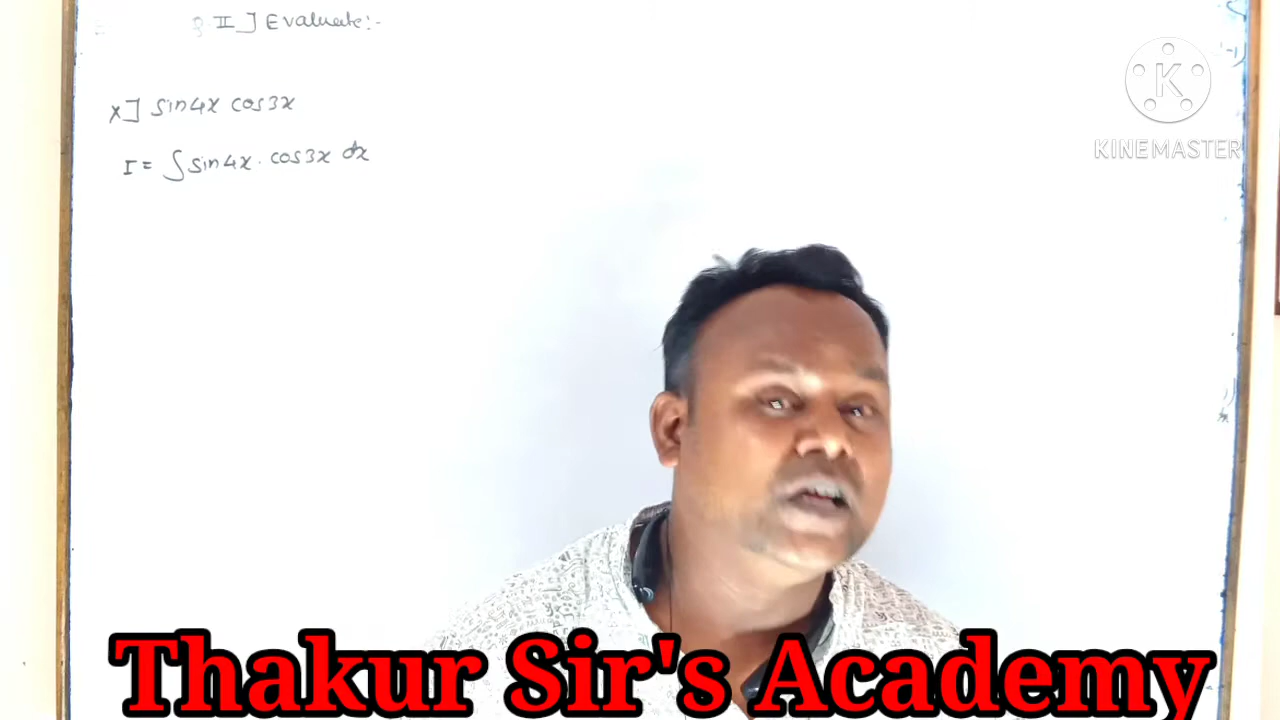 II ] Evaluate:-
x] sin4x cos3x
I = ∫ sin4x . cos3x dx
K
KINEMASTER
Thakur Sir's Academy